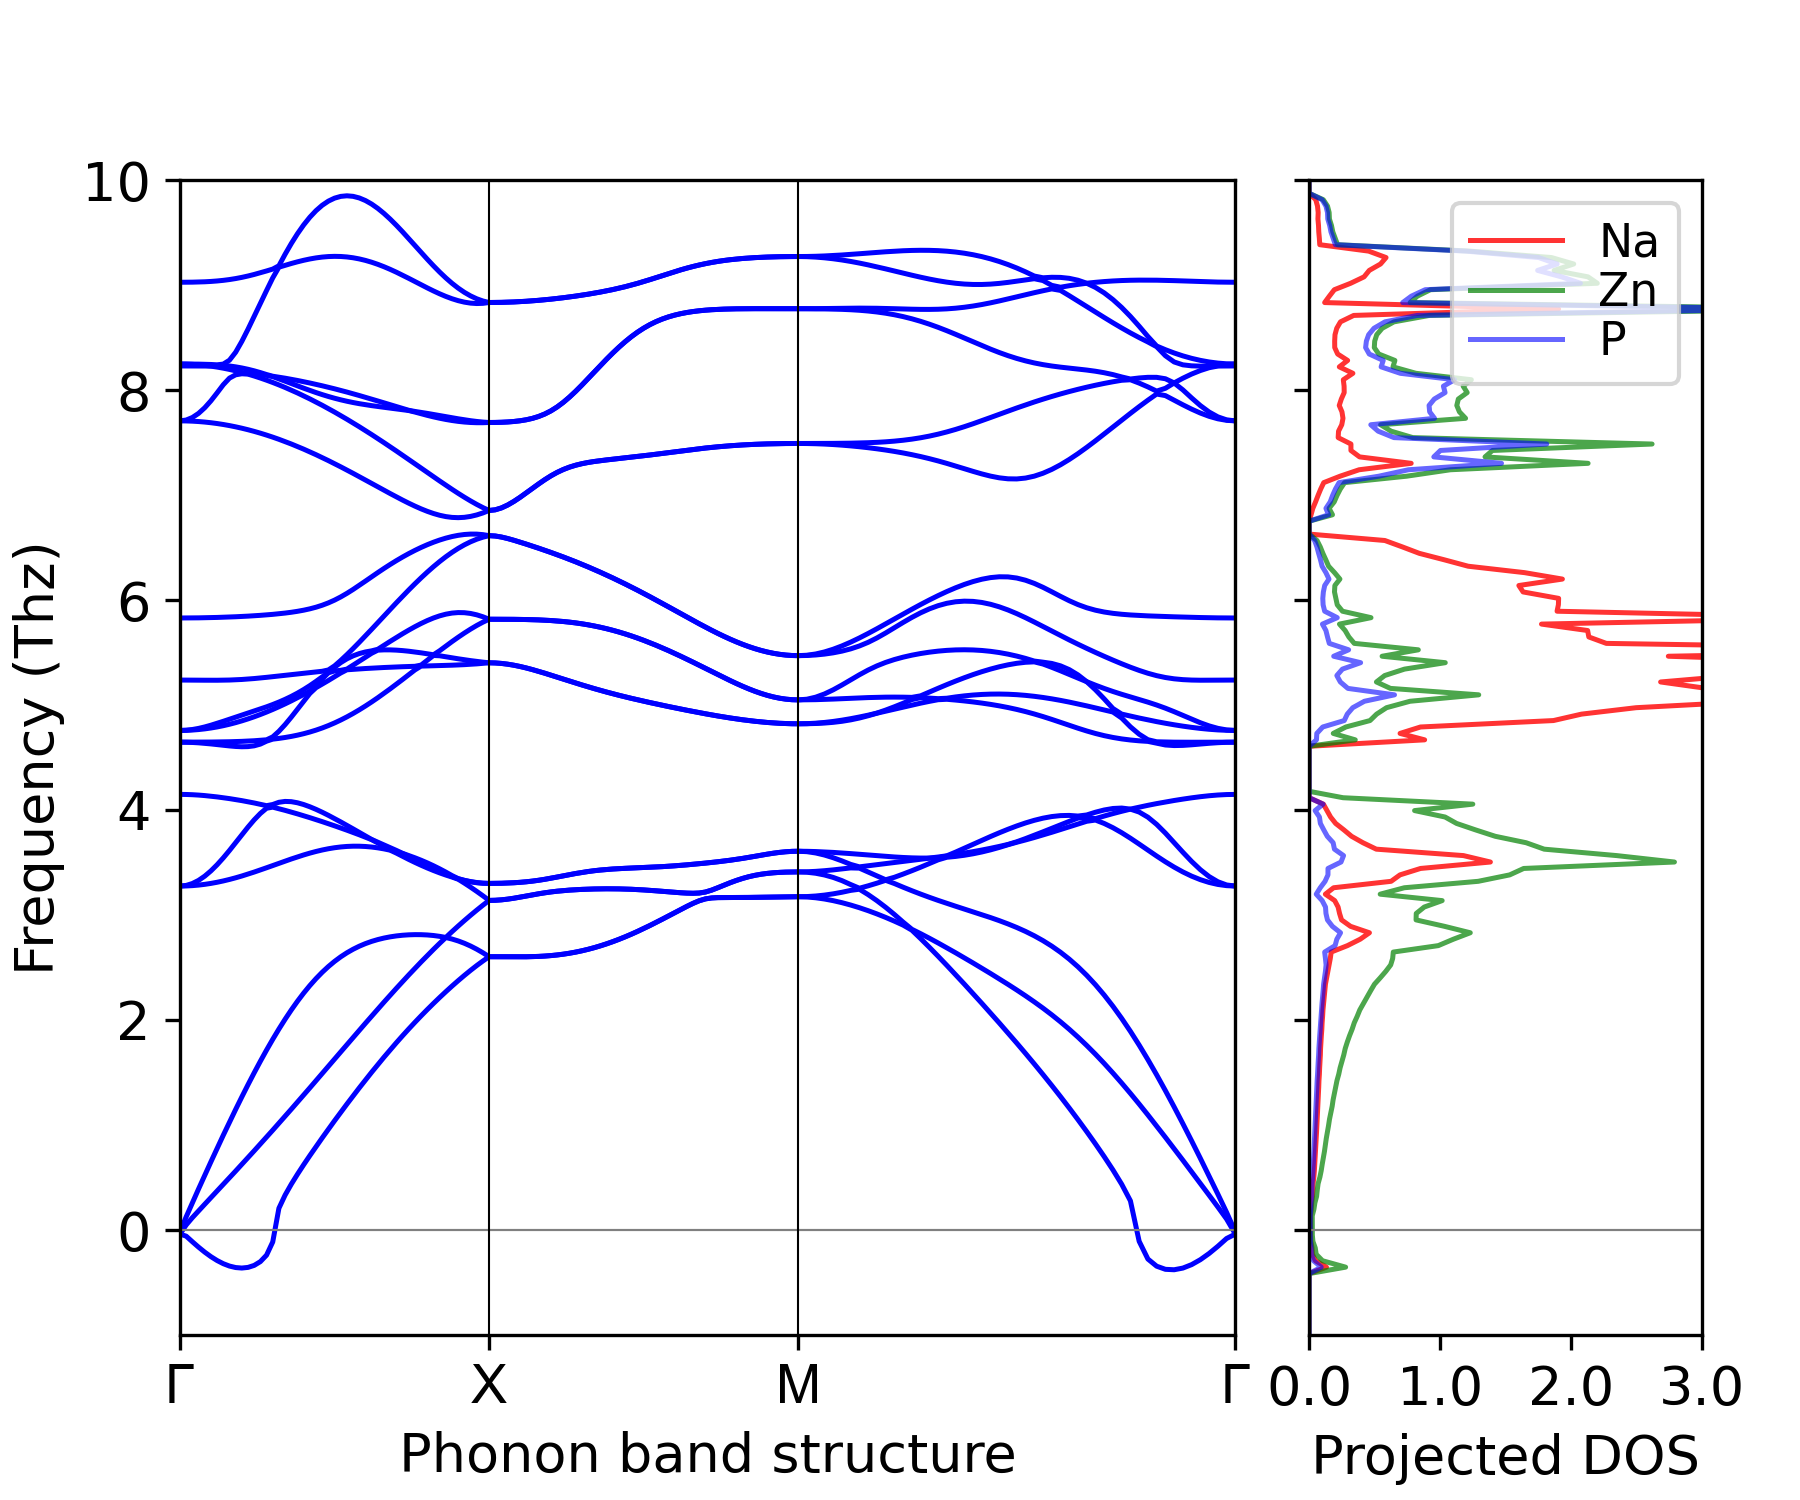 10
8
6
4
2
0
Frequency (Thz)
Γ X M Γ
Phonon band structure
Na
Zn
P
0.0 1.0 2.0 3.0
Projected DOS